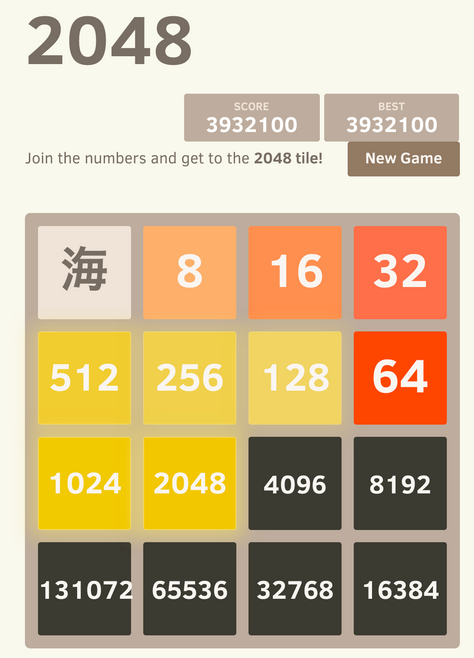 2048
SCORE
3932100
BEST
3932100
Join the numbers and get to the 2048 tile!
New Game
海 8 16 32
512 256 128 64
1024 2048 4096 8192
131072 65536 32768 16384